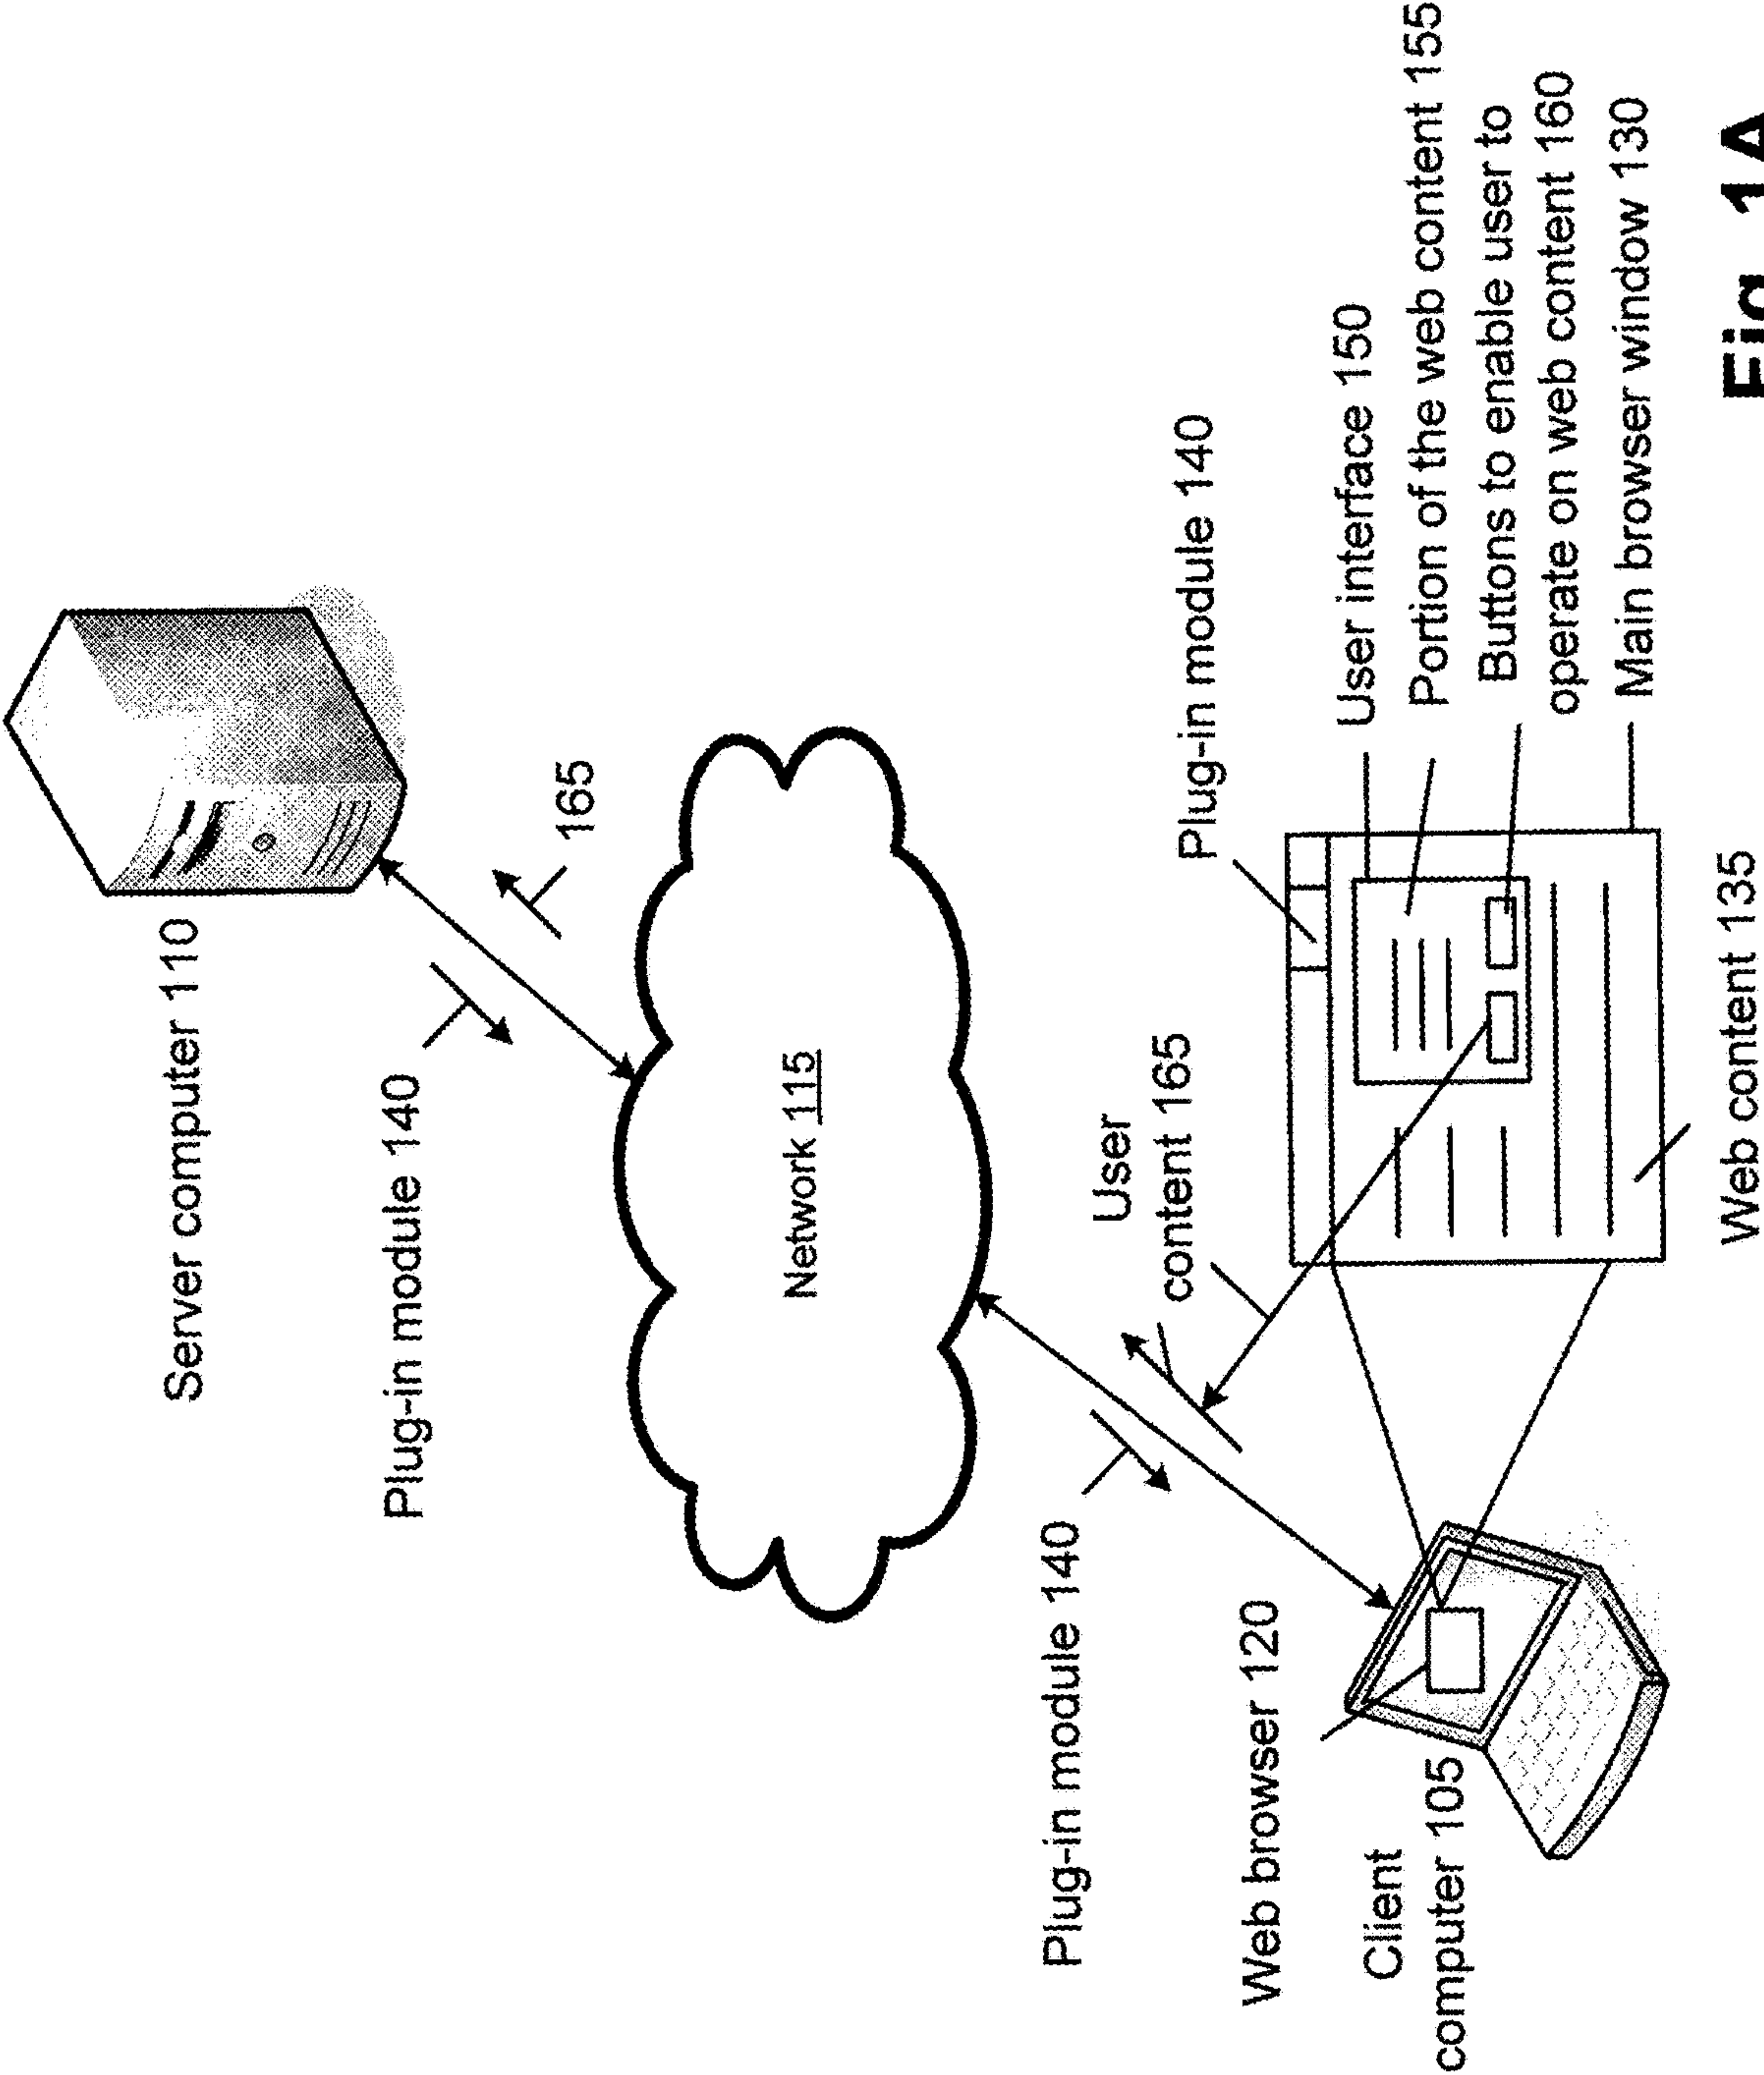 Server computer 110
Plug-in module 140
165
Network 115
Plug-in module 140
User
content 165
Web browser 120
Client
computer 105
Plug-in module 140
User interface 150
Portion of the web content 155
Buttons to enable user to
operate on web content 160
Main browser window 130
Web content 135
Fig. 1A